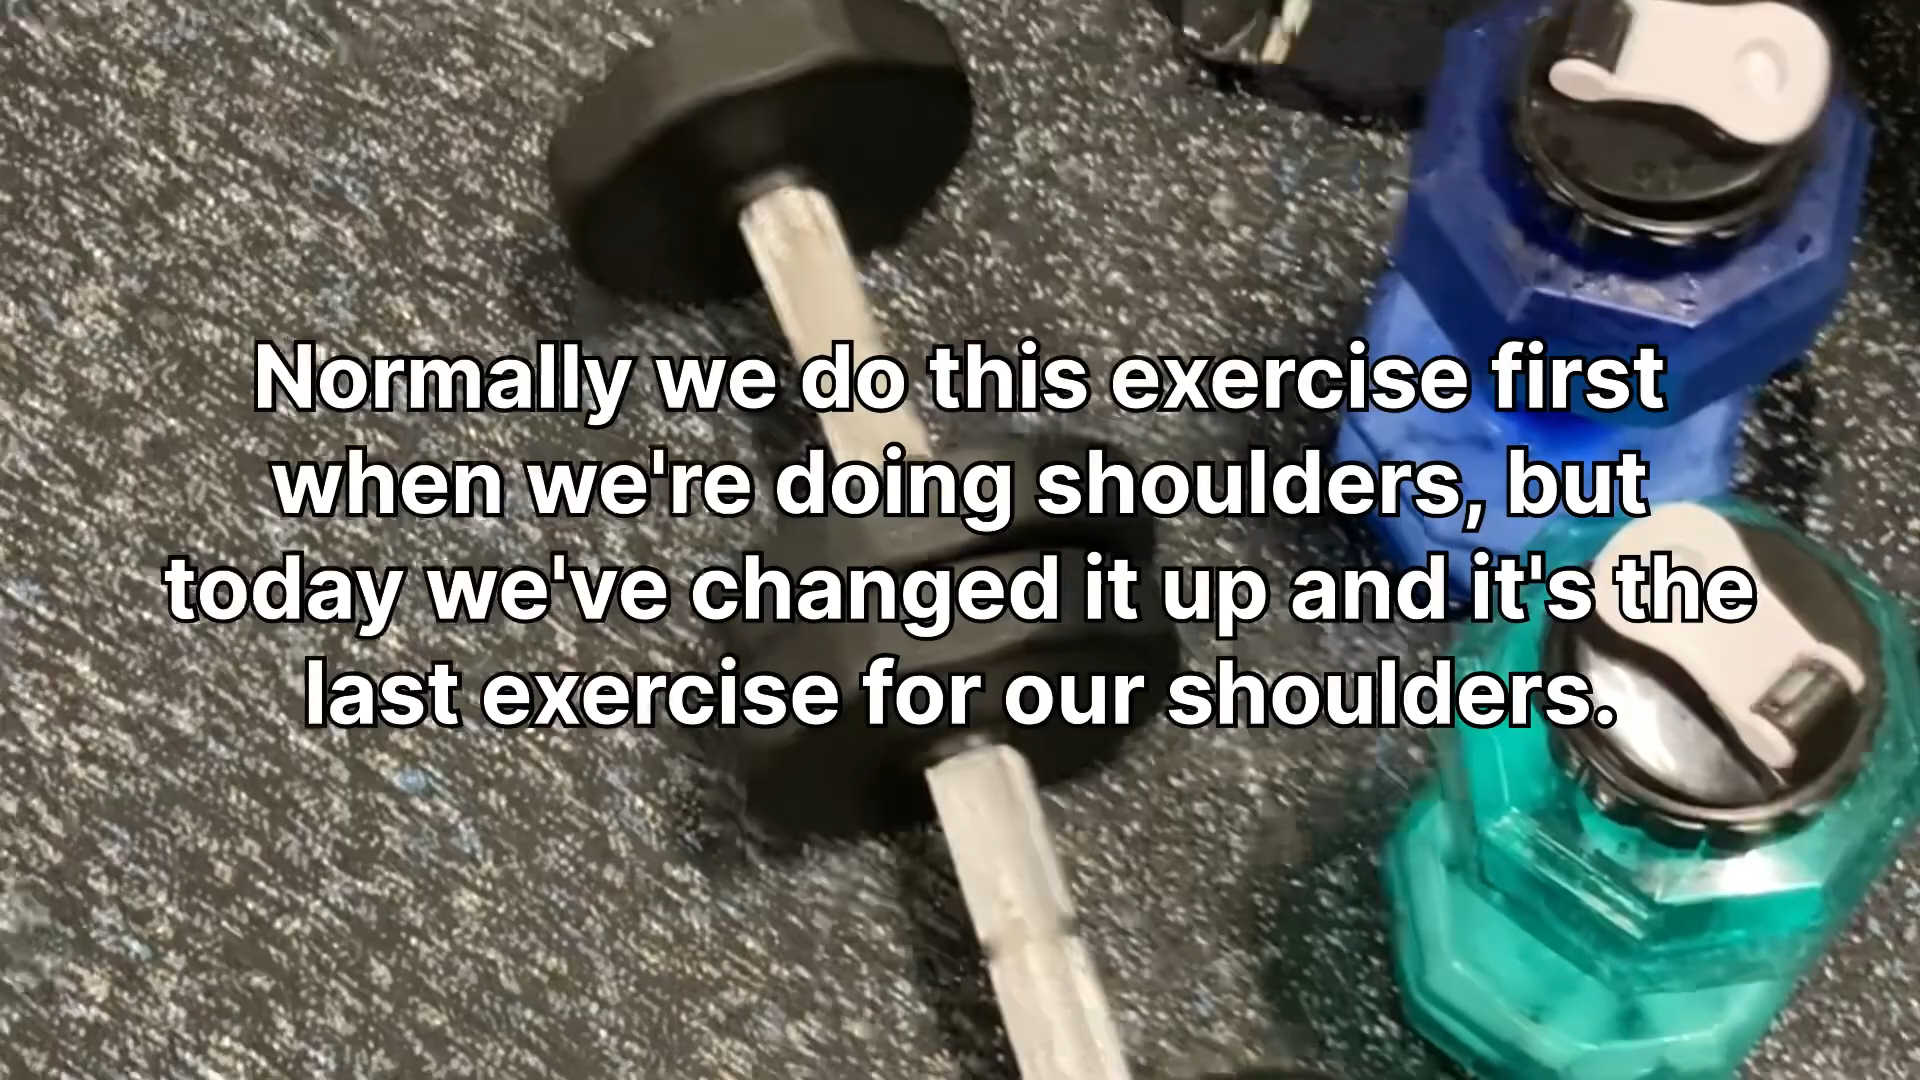 Normally we do this exercise first
when we're doing shoulders, but
today we've changed it up and it's the
last exercise for our shoulders.